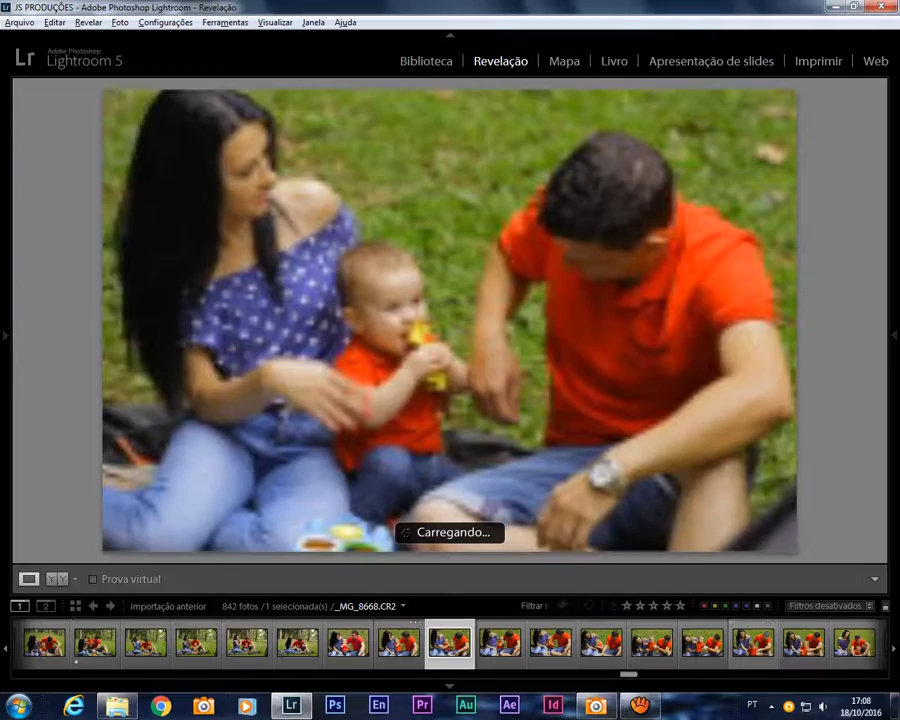 JS PRODUÇÕES - Adobe Photoshop Lightroom - Revelação
Arquivo Editar Revelar Foto Configurações Ferramentas Visualizar Janela Ajuda
Lr Adobe Photoshop
Lightroom 5
Biblioteca Revelação Mapa Livro Apresentação de slides Imprimir Web
Carregando...
YY Prova virtual
1 2 Importação anterior 842 fotos /1 selecionada(s) /_MG_8668.CR2 Filtrar : Filtros desativados
Lr Ps En Pr Au Ae Id PT 17:08
18/10/2016